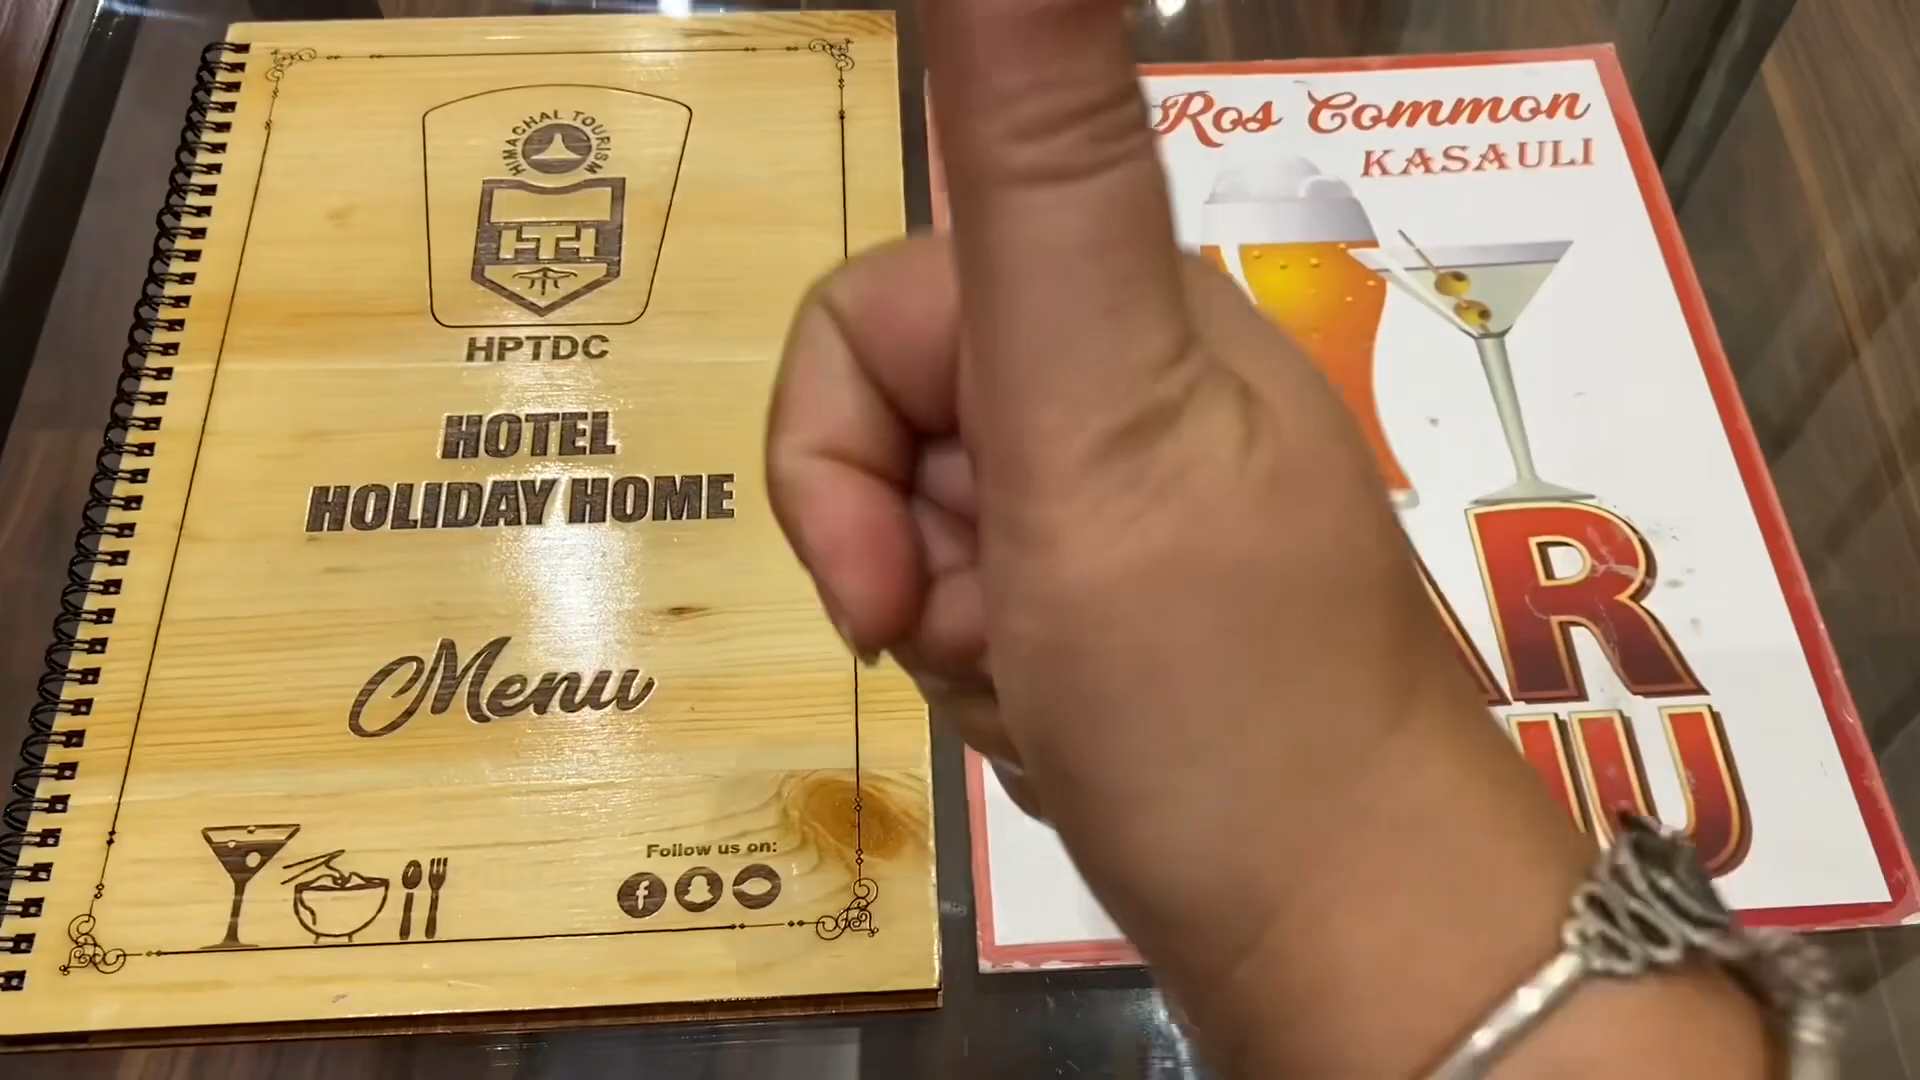 HIMACHAL TOURISM
HPTDC
HOTEL
HOLIDAY HOME
Menu
Follow us on:
Ros Common
KASAULI